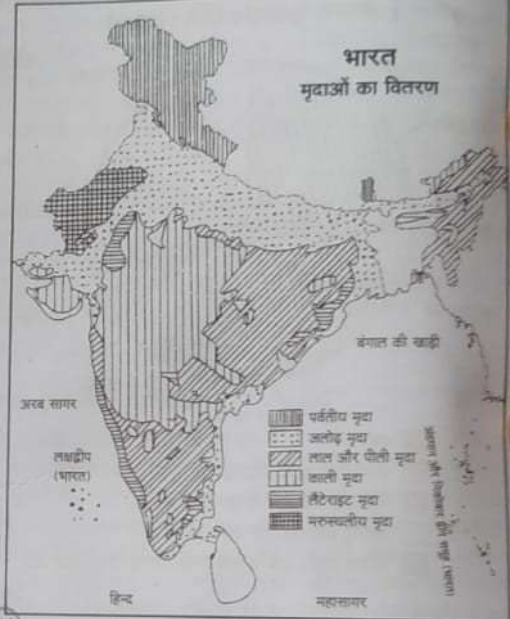 भारत
मृदाओं का वितरण
बंगाल की खाड़ी
अरब सागर
लक्षद्वीप
(भारत)
पर्वतीय मृदा
जलोढ़ मृदा
लाल और पीली मृदा
काली मृदा
लैटेराइट मृदा
मरुस्थलीय मृदा
अंडमान और निकोबार द्वीप समूह (भारत)
हिन्द
महासागर